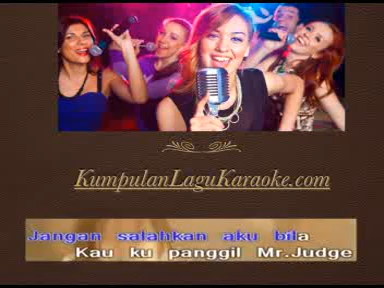 KumpulanLaguKaraoke.com
Jangan salahkan aku bila
Kau ku panggil Mr.Judge